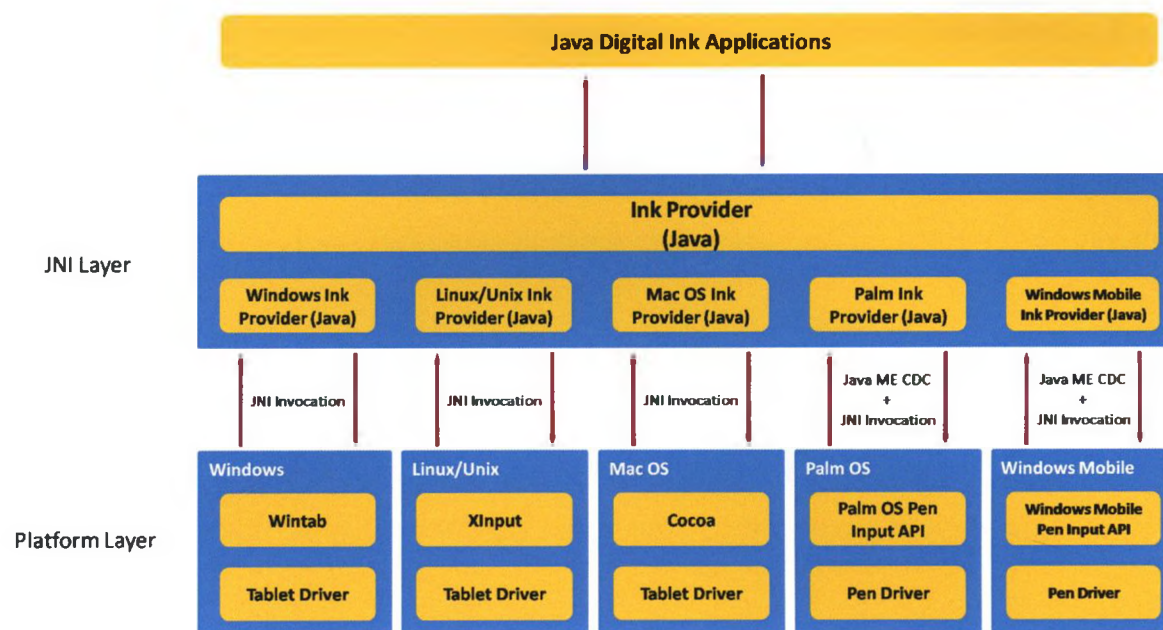 Java Digital Ink Applications
JNI Layer
Ink Provider
(Java)
Windows Ink
Provider (Java)
Linux/Unix Ink
Provider (Java)
Mac OS Ink
Provider (Java)
Palm Ink
Provider (Java)
Windows Mobile
Ink Provider (Java)
JNI Invocation
JNI Invocation
JNI Invocation
Java ME CDC
+
JNI Invocation
Java ME CDC
+
JNI Invocation
Platform Layer
Windows
Wintab
Tablet Driver
Linux/Unix
XInput
Tablet Driver
Mac OS
Cocoa
Tablet Driver
Palm OS
Palm OS Pen
Input API
Pen Driver
Windows Mobile
Windows Mobile
Pen Input API
Pen Driver